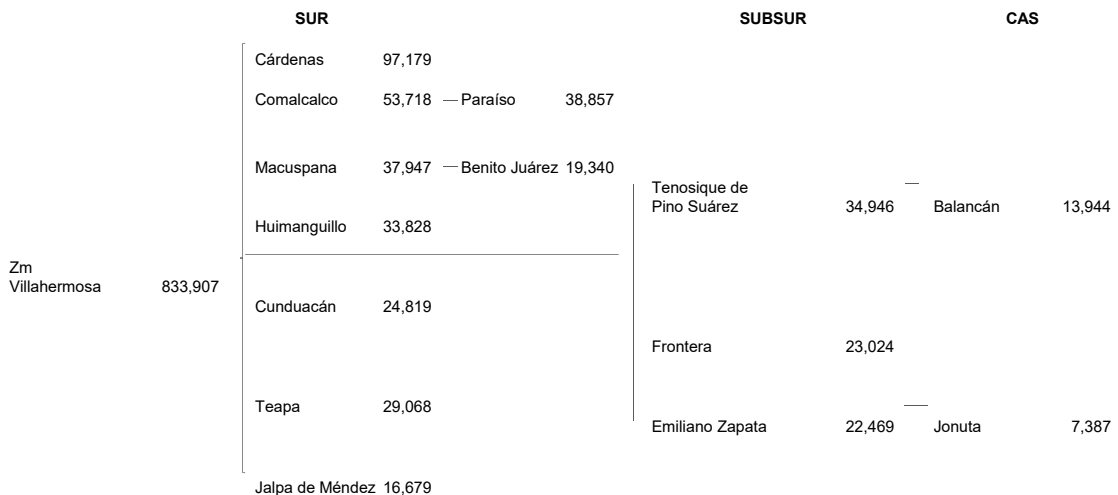 SUR SUBSUR CAS
Cárdenas 97,179
Comalcalco 53,718 Paraíso 38,857
Macuspana 37,947 Benito Juárez 19,340
Tenosique de
Pino Suárez 34,946 Balancán 13,944
Huimanguillo 33,828
Zm
Villahermosa 833,907
Cunduacán 24,819
Frontera 23,024
Teapa 29,068
Emiliano Zapata 22,469 Jonuta 7,387
Jalpa de Méndez 16,679